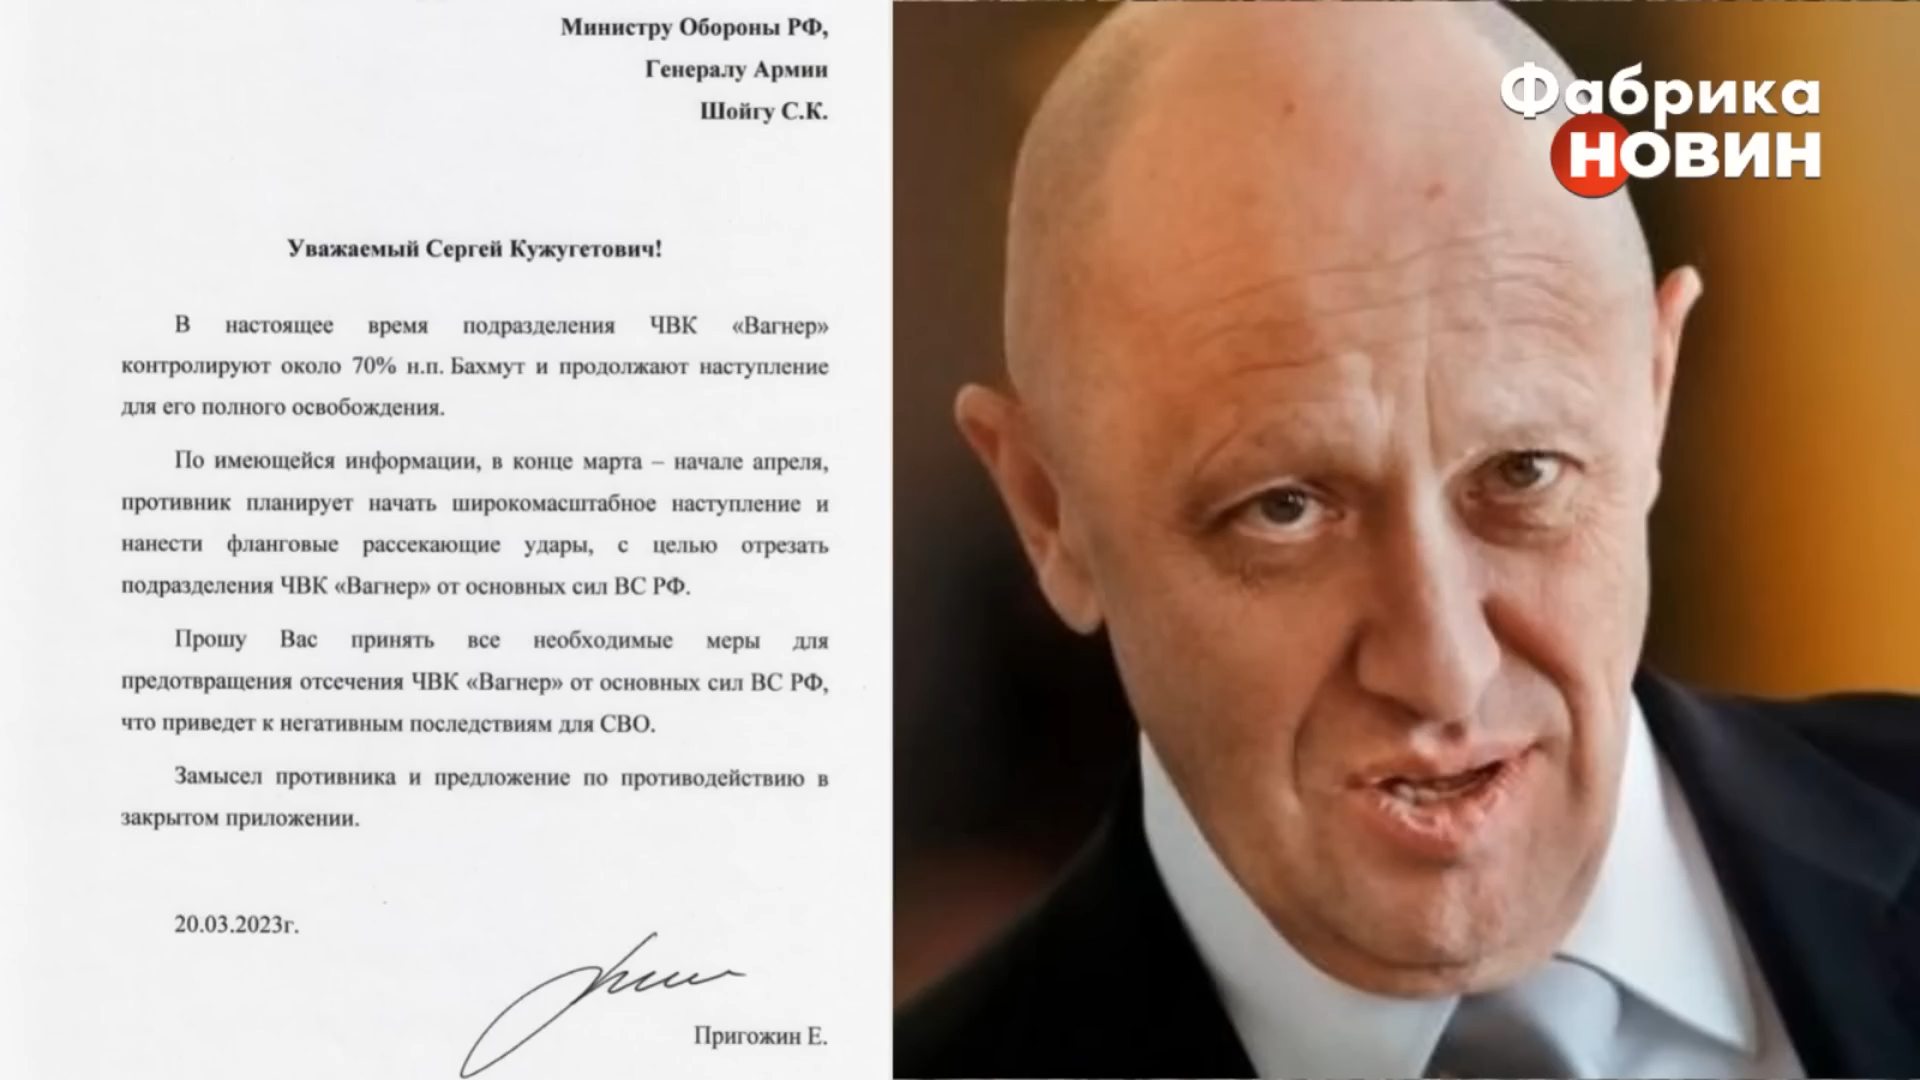 Министру Обороны РФ,
Генералу Армии
Шойгу С.К.
Уважаемый Сергей Кужугетович!
В настоящее время подразделения ЧВК «Вагнер»
контролируют около 70% н.п. Бахмут и продолжают наступление
для его полного освобождения.
По имеющейся информации, в конце марта – начале апреля,
противник планирует начать широкомасштабное наступление и
нанести фланговые рассекающие удары, с целью отрезать
подразделения ЧВК «Вагнер» от основных сил ВС РФ.
Прошу Вас принять все необходимые меры для
предотвращения отсечения ЧВК «Вагнер» от основных сил ВС РФ,
что приведет к негативным последствиям для СВО.
Замысел противника и предложение по противодействию в
закрытом приложении.
20.03.2023г.
Пригожин Е.
Фабрика
новин